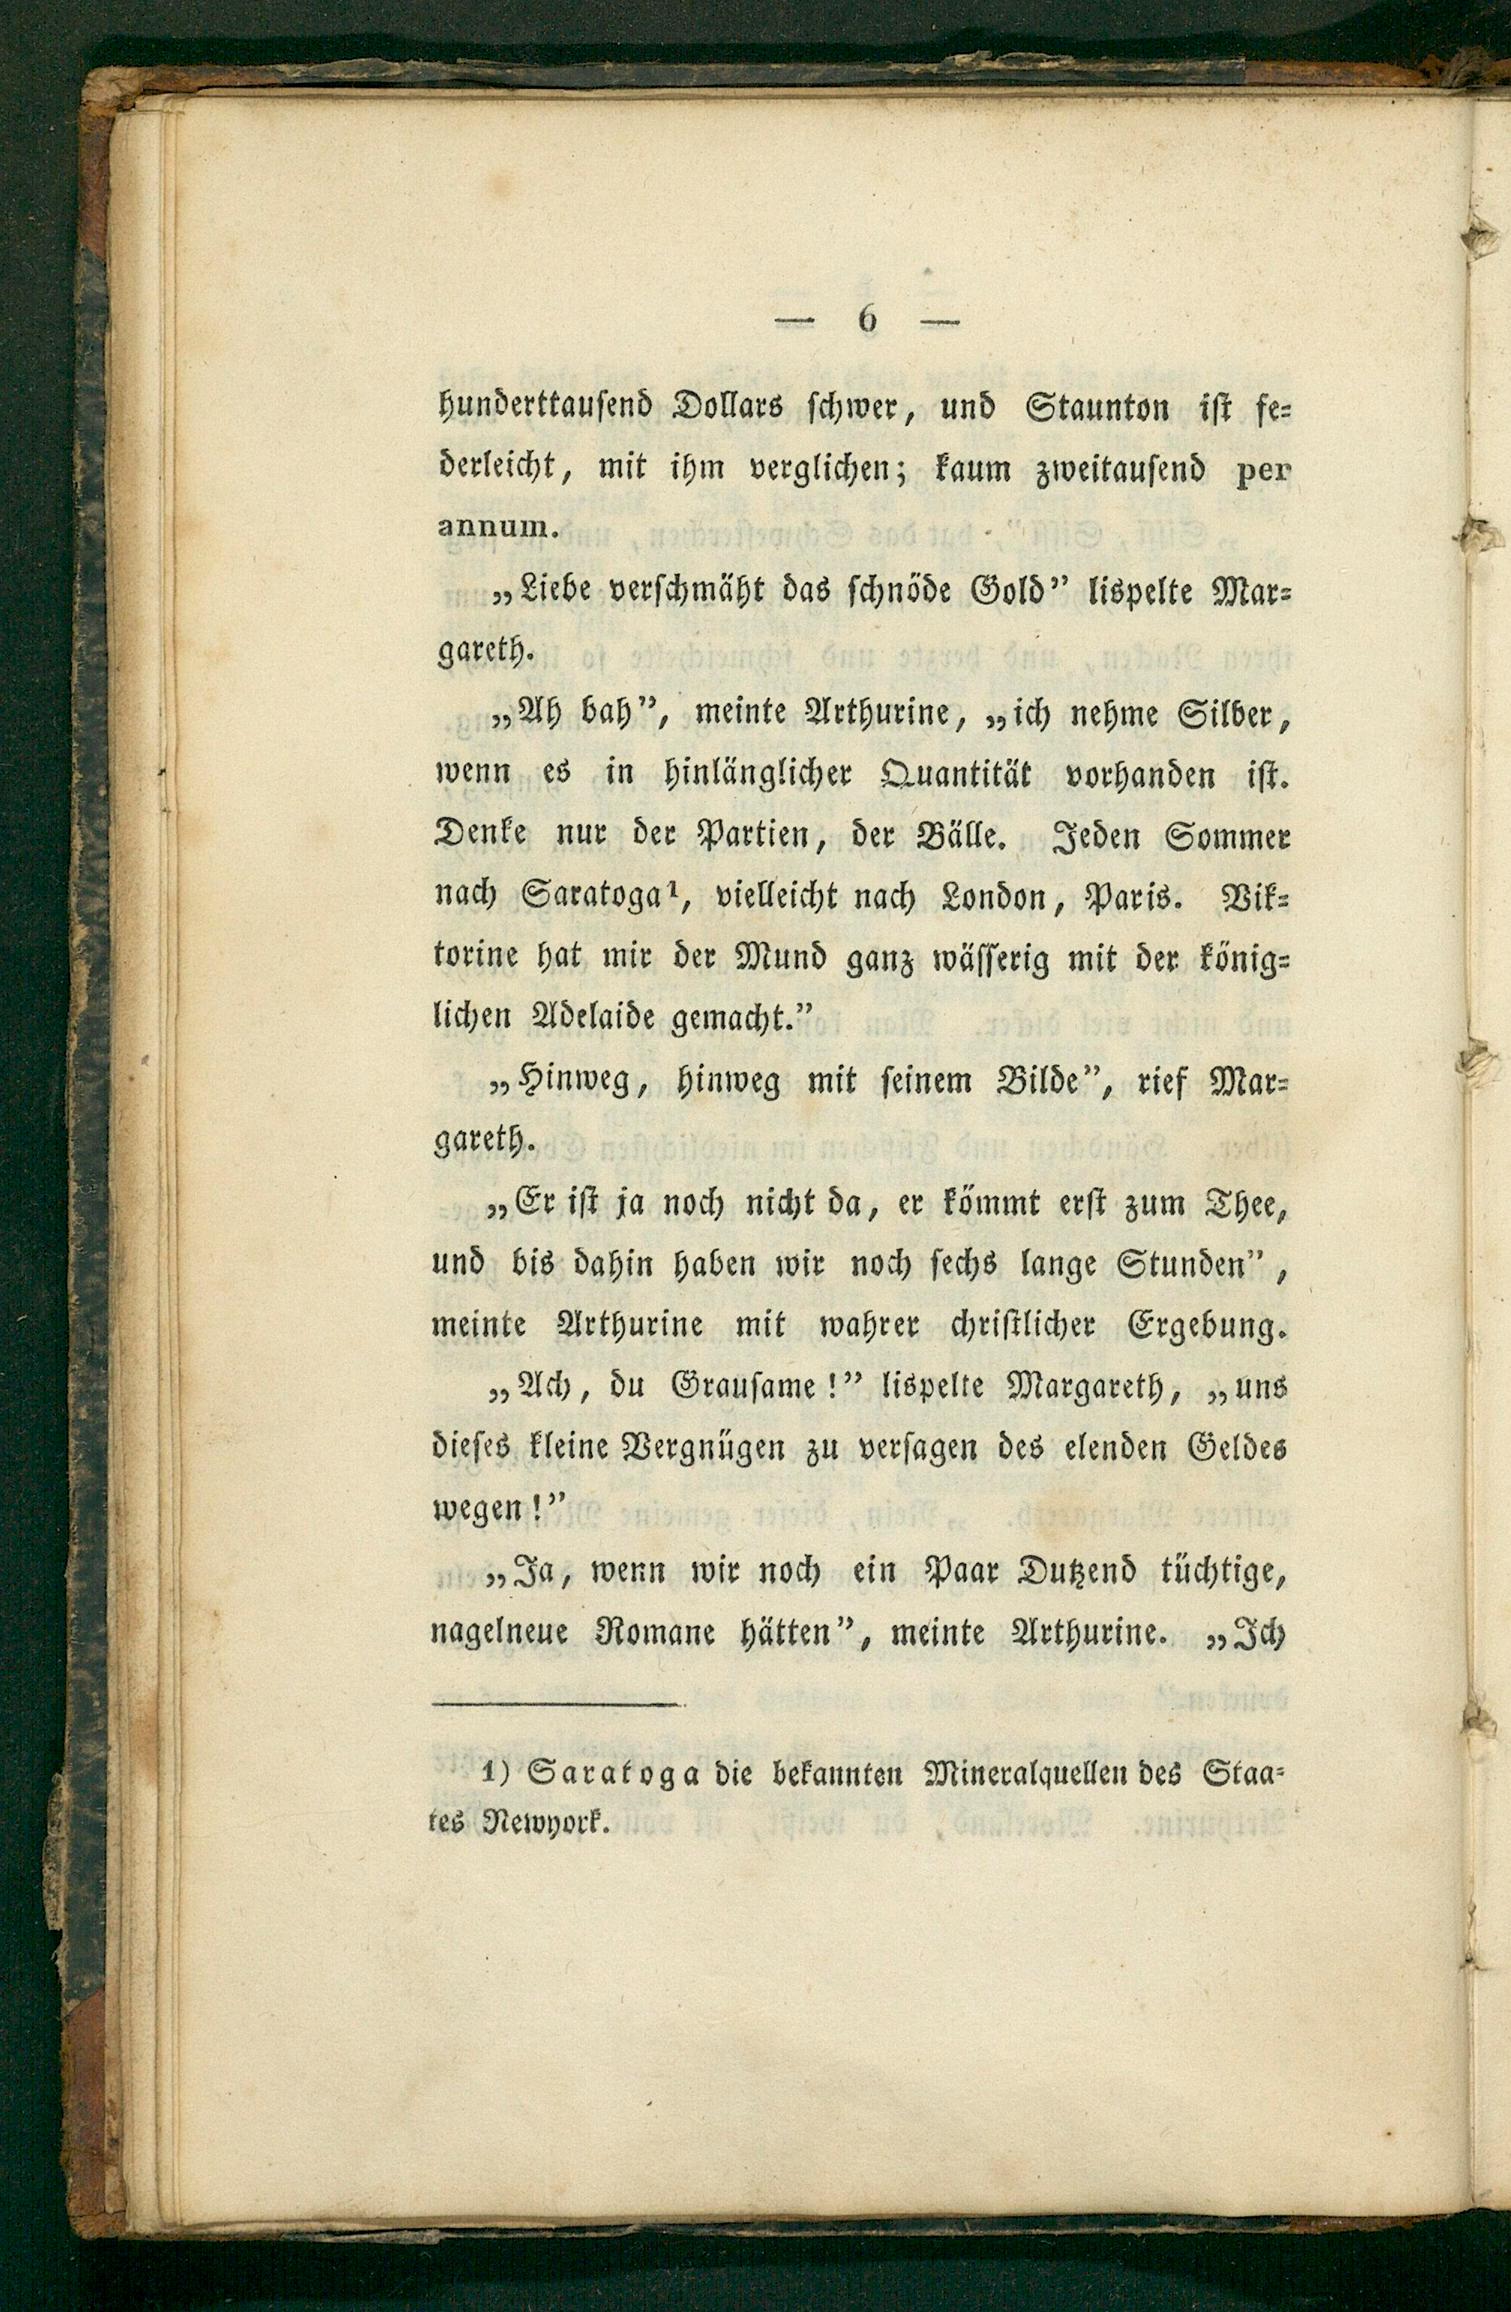 — 6 —
hunderttausend Dollars schwer, und Staunton ist fe=
derleicht, mit ihm verglichen; kaum zweitausend per
annum.
„Liebe verschmäht das schnöde Gold” lispelte Mar=
gareth.
„Ah bah”, meinte Arthurine, „ich nehme Silber,
wenn es in hinlänglicher Quantität vorhanden ist.
Denke nur der Partien, der Bälle. Jeden Sommer
nach Saratoga¹, vielleicht nach London, Paris. Vik=
torine hat mir der Mund ganz wässerig mit der könig=
lichen Adelaide gemacht.”
„Hinweg, hinweg mit seinem Bilde”, rief Mar=
gareth.
„Er ist ja noch nicht da, er kömmt erst zum Thee,
und bis dahin haben wir noch sechs lange Stunden”,
meinte Arthurine mit wahrer christlicher Ergebung.
„Ach, du Grausame!” lispelte Margareth, „uns
dieses kleine Vergnügen zu versagen des elenden Geldes
wegen!”
„Ja, wenn wir noch ein Paar Dutzend tüchtige,
nagelneue Romane hätten”, meinte Arthurine. „Ich
1) Saratoga die bekannten Mineralquellen des Staa=
tes Newyork.